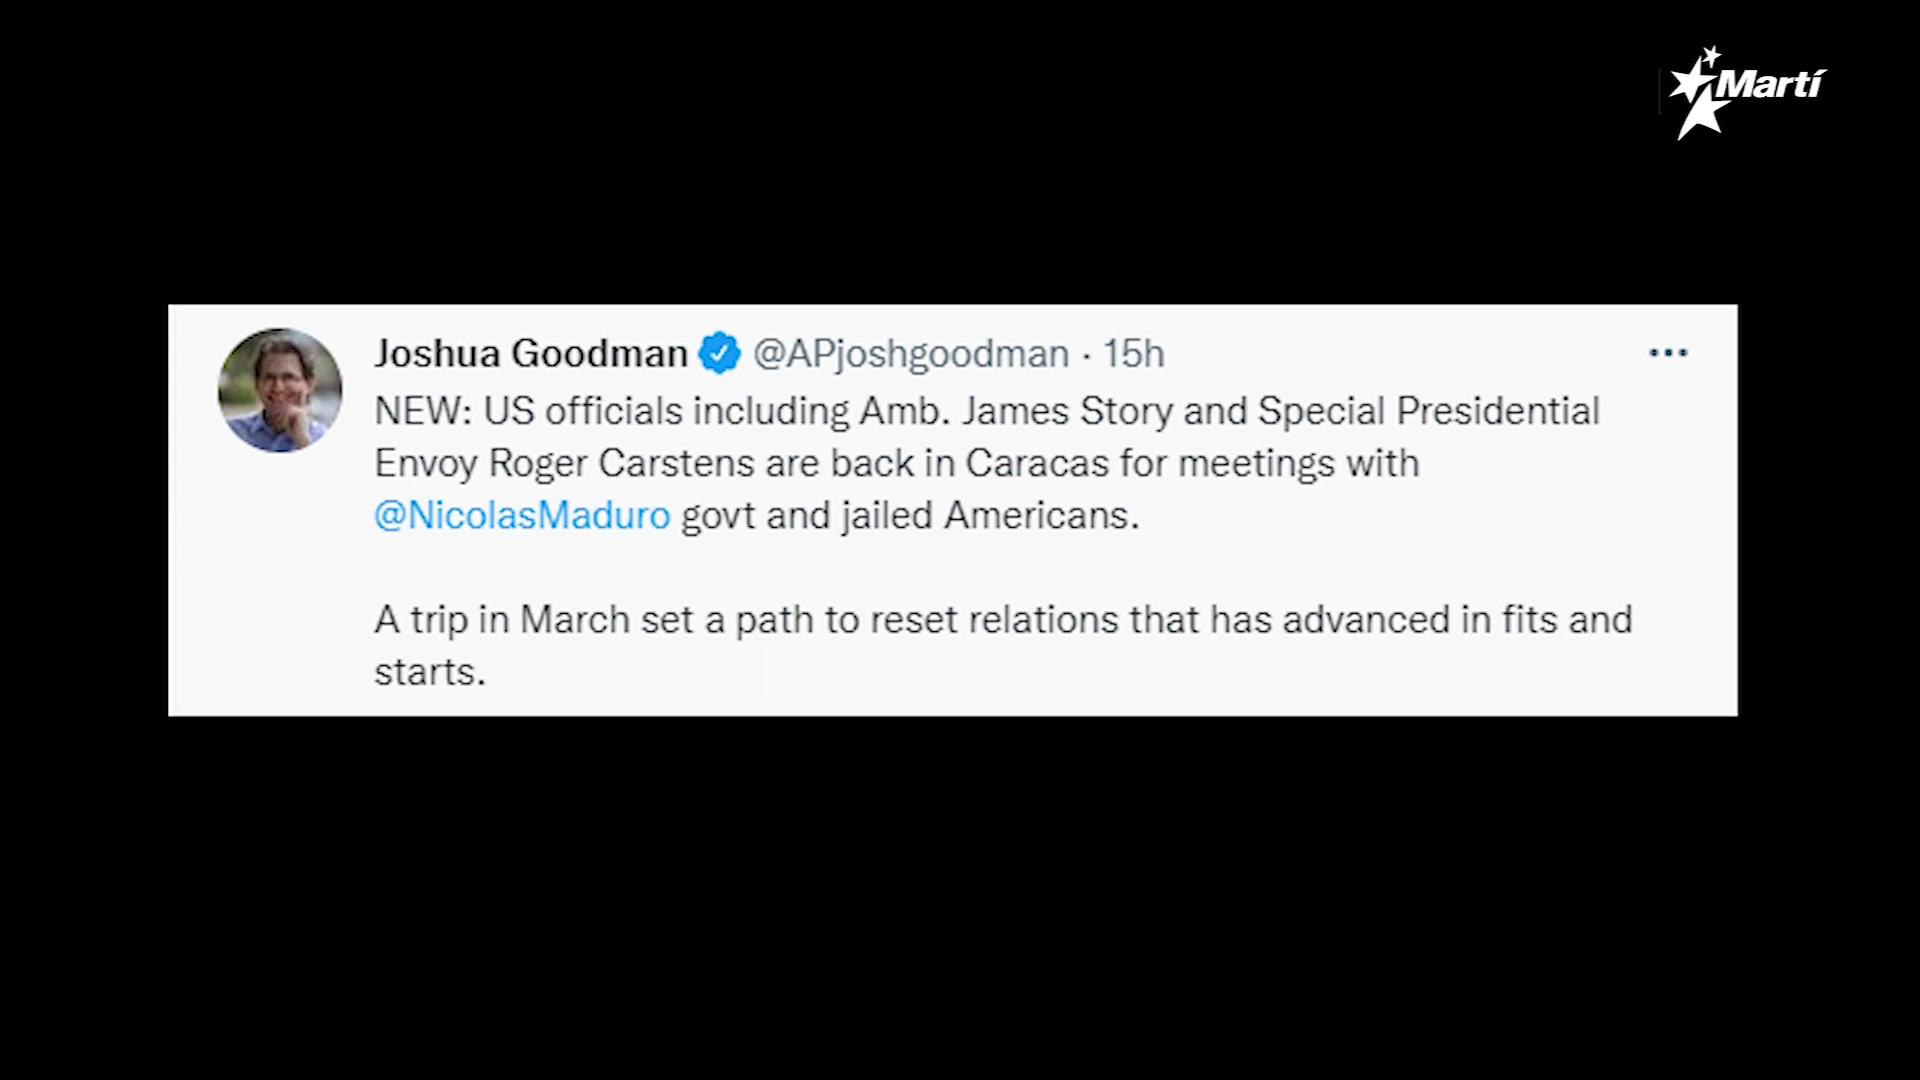 Martí
Joshua Goodman @APjoshgoodman · 15h
NEW: US officials including Amb. James Story and Special Presidential
Envoy Roger Carstens are back in Caracas for meetings with
@NicolasMaduro govt and jailed Americans.
A trip in March set a path to reset relations that has advanced in fits and
starts.